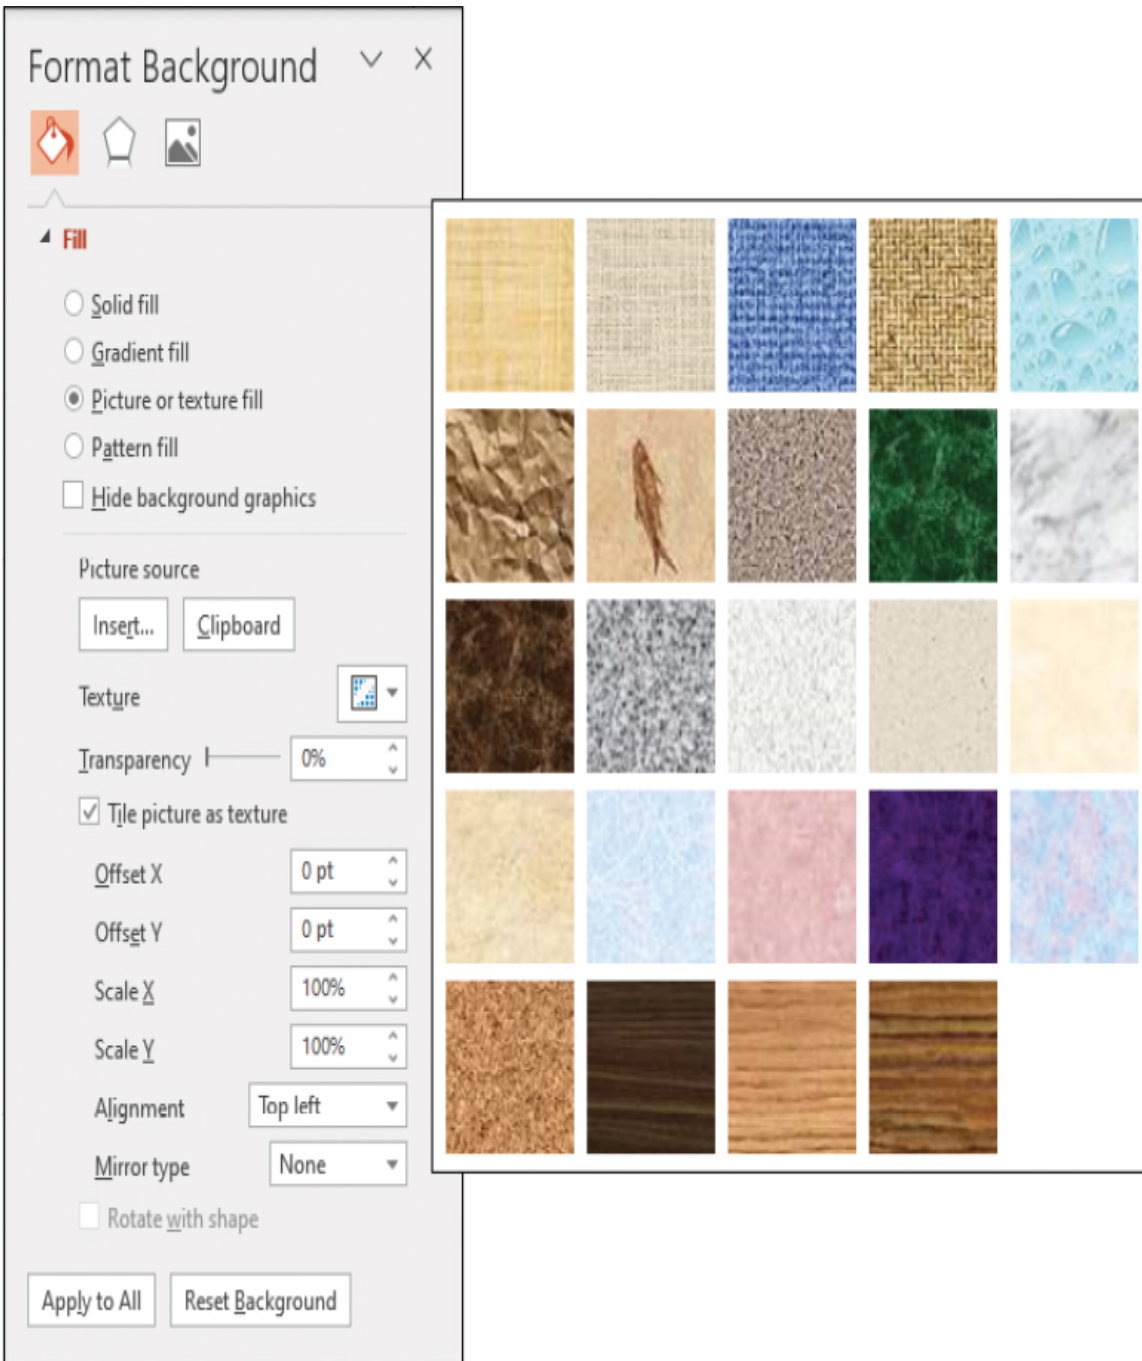 Format Background
Fill
Solid fill
Gradient fill
Picture or texture fill
Pattern fill
Hide background graphics
Picture source
Insert... Clipboard
Texture
Transparency 0%
Tile picture as texture
Offset X 0 pt
Offset Y 0 pt
Scale X 100%
Scale Y 100%
Alignment Top left
Mirror type None
Rotate with shape
Apply to All Reset Background